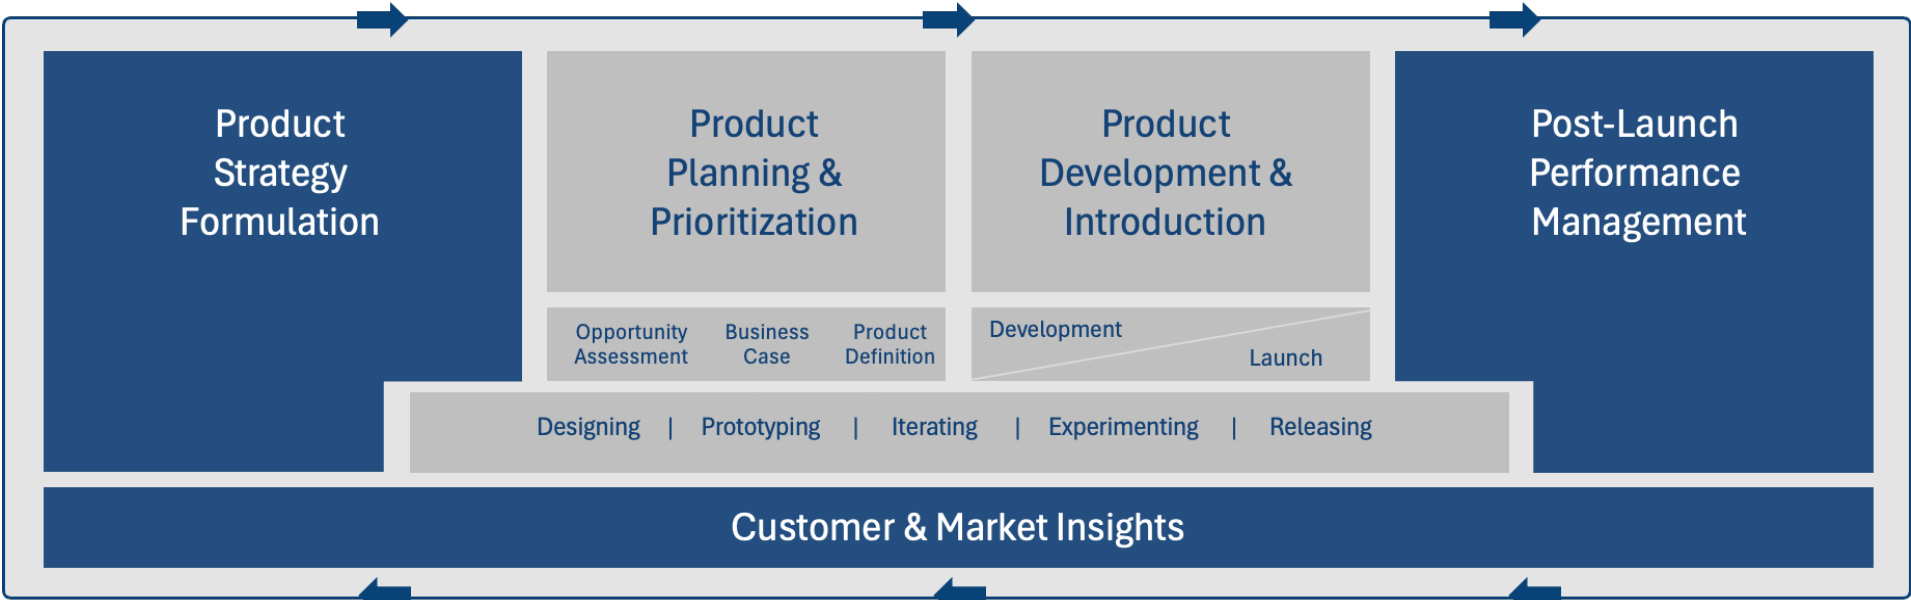 Product
Strategy
Formulation
Product
Planning &
Prioritization
Product
Development &
Introduction
Post-Launch
Performance
Management
Opportunity
Assessment
Business
Case
Product
Definition
Development
Launch
Designing | Prototyping | Iterating | Experimenting | Releasing
Customer & Market Insights